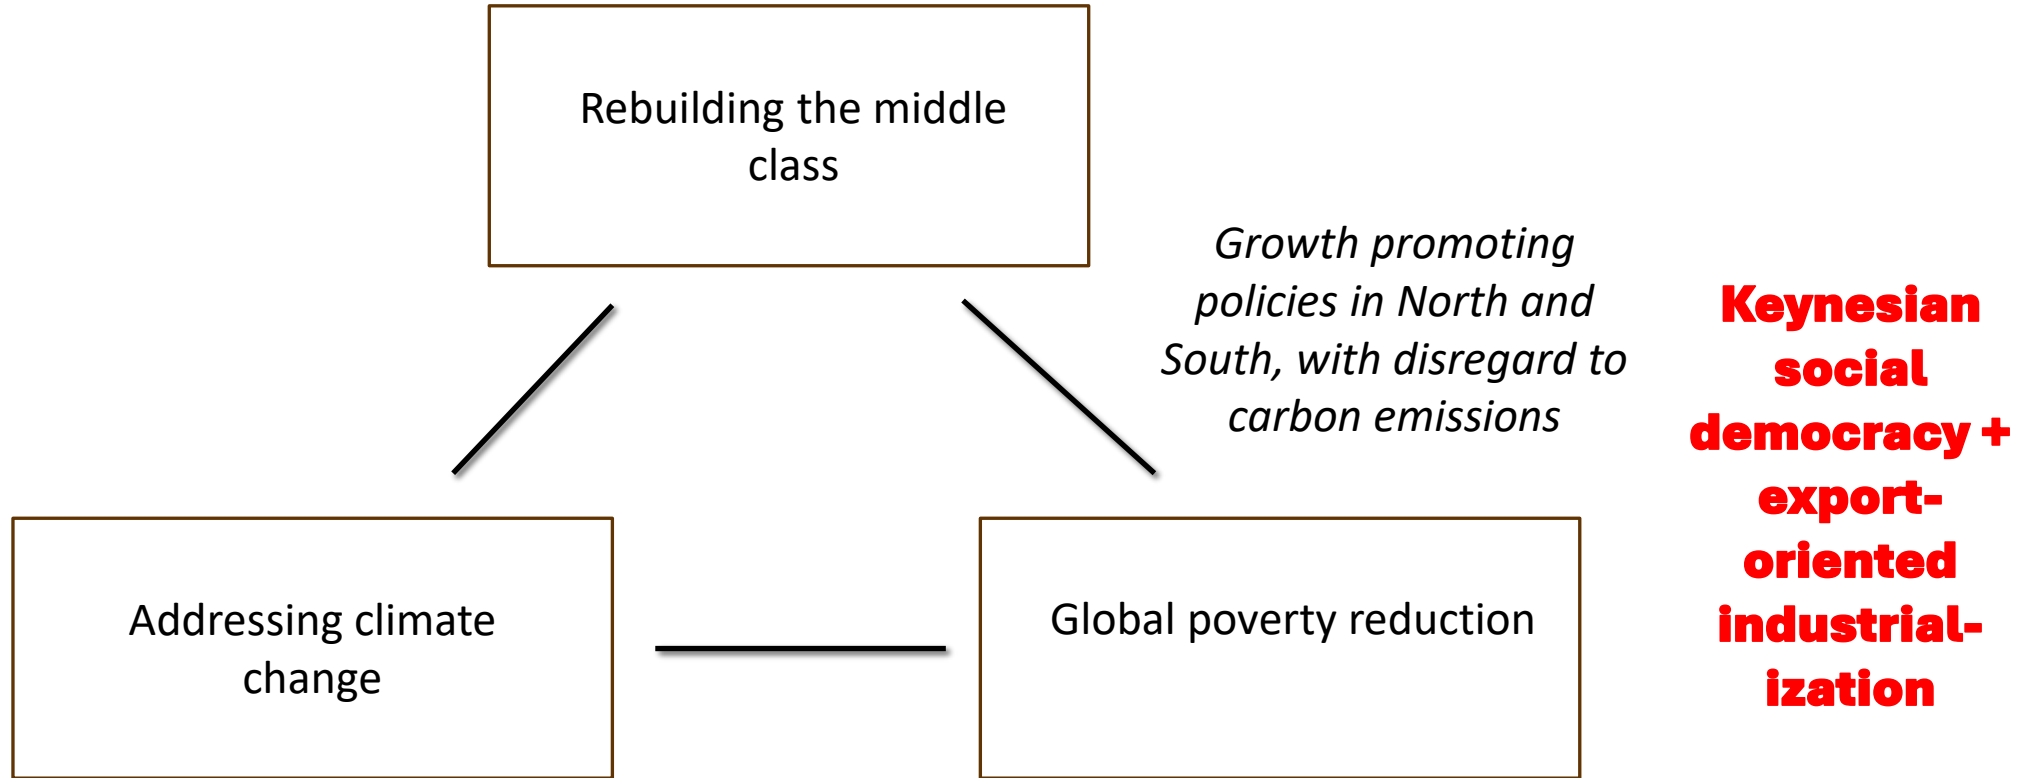 Rebuilding the middle
class
Growth promoting
policies in North and
South, with disregard to
carbon emissions
Keynesian
social
democracy +
export-
oriented
industrial-
ization
Addressing climate
change
Global poverty reduction